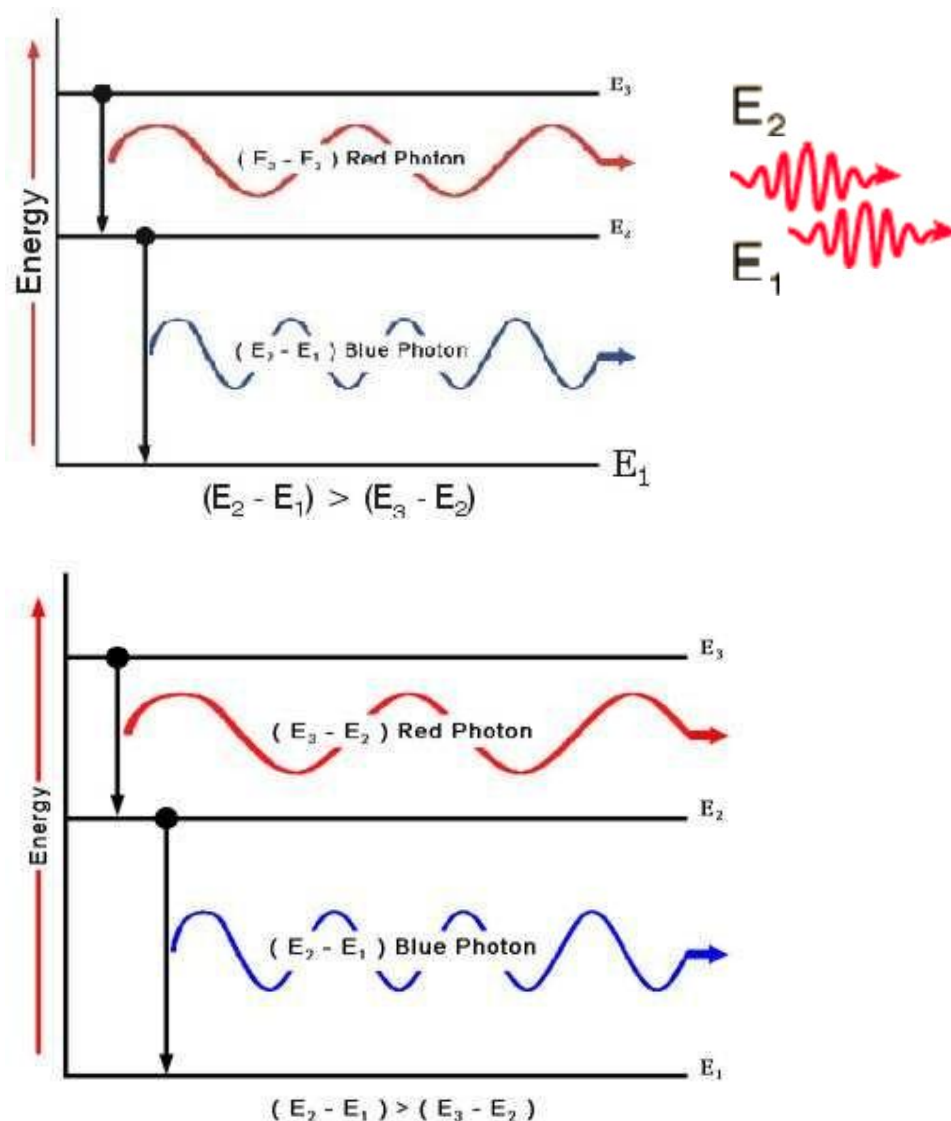 E₃
( E₃ - E₂ ) Red Photon
E₂
Energy
( E₂ - E₁ ) Blue Photon
E₁
(E₂ - E₁) > (E₃ - E₂)
E₂
E₁
E₃
( E₃ - E₂ ) Red Photon
E₂
Energy
( E₂ - E₁ ) Blue Photon
E₁
( E₂ - E₁ ) > ( E₃ - E₂ )